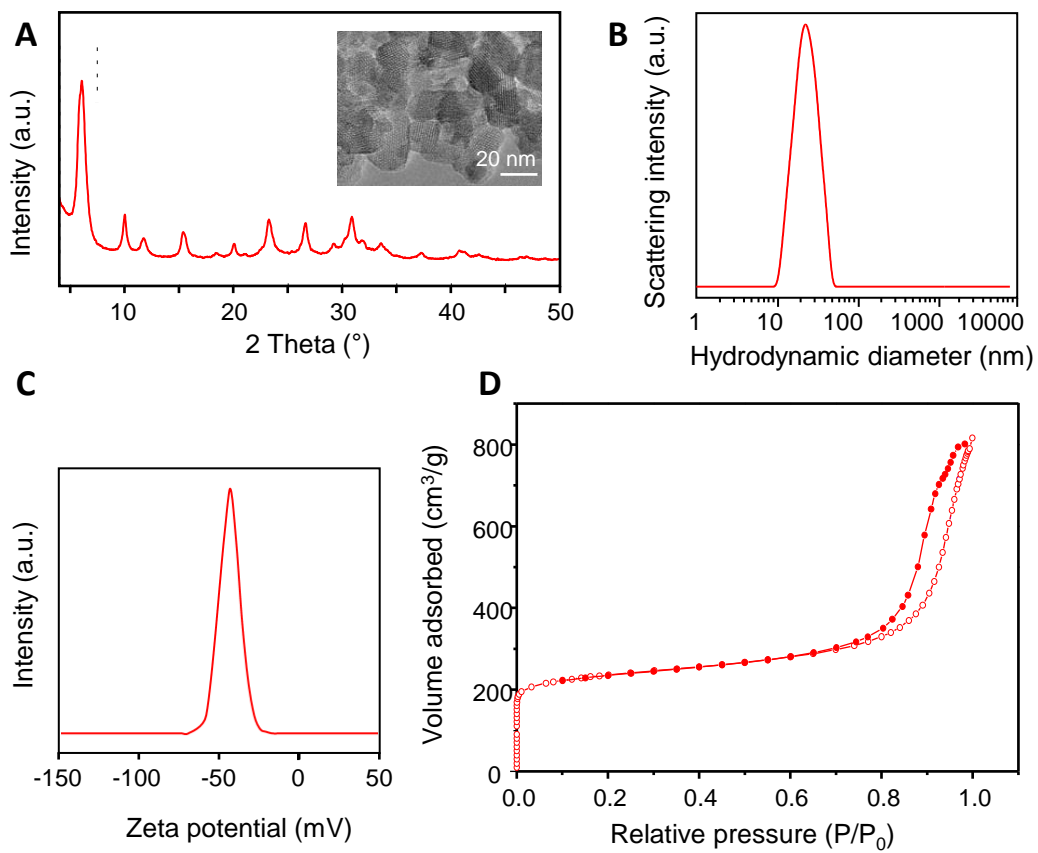 A
Intensity (a.u.)
20 nm
10 20 30 40 50
2 Theta (°)
B
Scattering intensity (a.u.)
1 10 100 1000 10000
Hydrodynamic diameter (nm)
C
Intensity (a.u.)
-150 -100 -50 0 50
Zeta potential (mV)
D
Volume adsorbed (cm³/g)
800
600
400
200
0
0.0 0.2 0.4 0.6 0.8 1.0
Relative pressure (P/P₀)